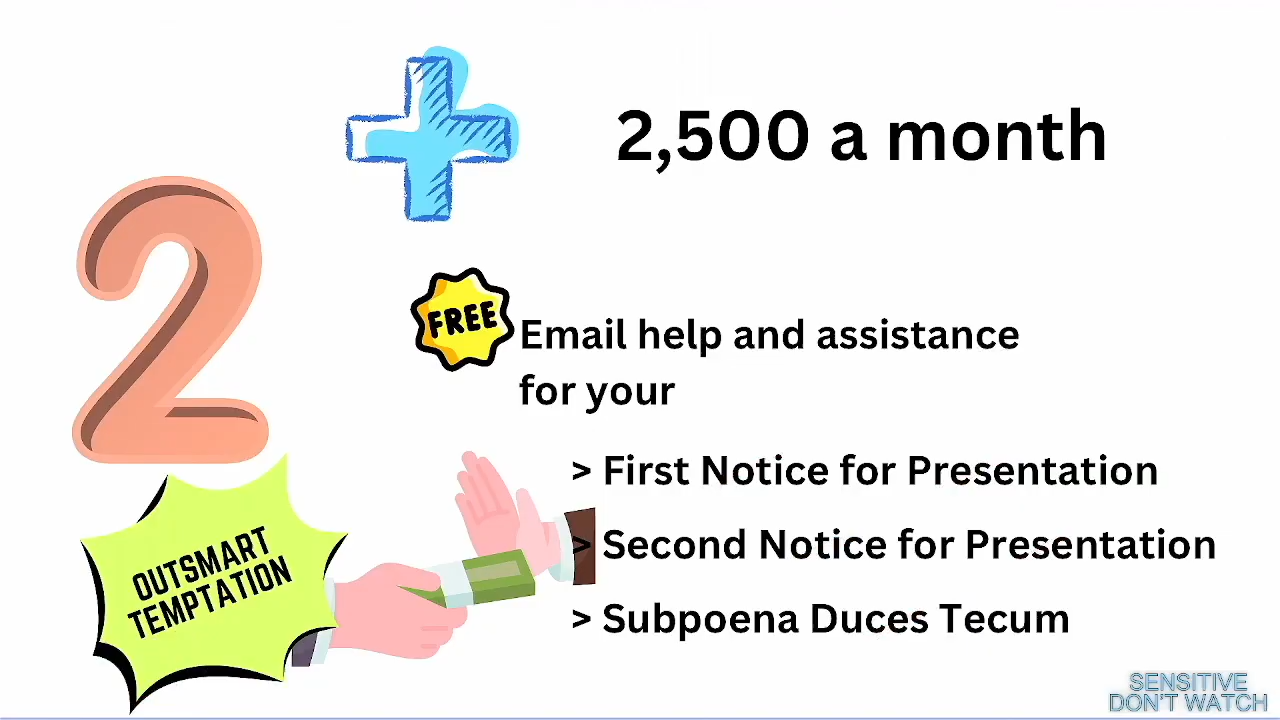 2,500 a month
2
FREE
Email help and assistance
for your
> First Notice for Presentation
> Second Notice for Presentation
> Subpoena Duces Tecum
OUTSMART
TEMPTATION
SENSITIVE
DON'T WATCH